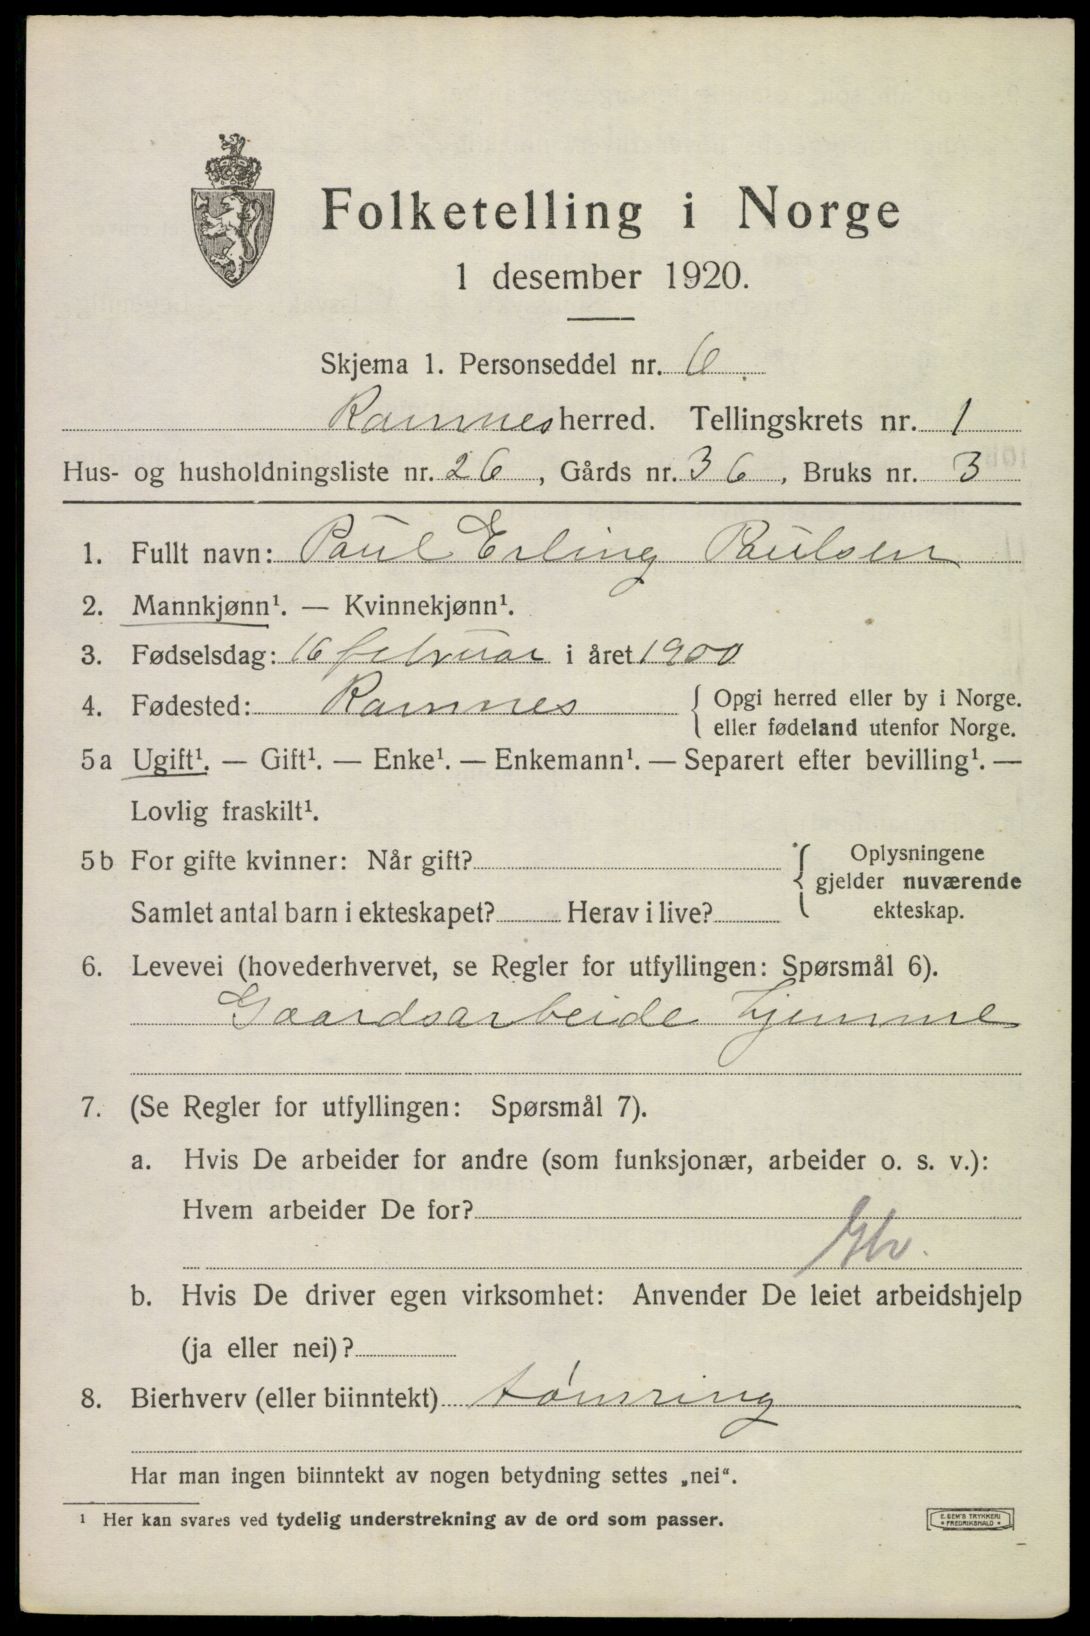 Folketelling i Norge
1 desember 1920.
Skjema 1. Personseddel nr. 6.
Ramnes herred. Tellingskrets nr. 1
Hus- og husholdningsliste nr. 26, Gårds nr. 36, Bruks nr. 3
1. Fullt navn: Paul Erling Paulsen
2. Mannkjønn¹. — Kvinnekjønn¹.
3. Fødselsdag: 16 februar i året 1900
4. Fødested: Ramnes { Opgi herred eller by i Norge.
eller fødeland utenfor Norge.
5a Ugift¹. — Gift¹. — Enke¹. — Enkemann¹. — Separert efter bevilling¹. —
Lovlig fraskilt¹.
5b For gifte kvinner: Når gift? { Oplysningene
gjelder nuværende
Samlet antal barn i ekteskapet? Herav i live? ekteskap.
6. Levevei (hovederhvervet, se Regler for utfyllingen: Spørsmål 6).
Gaardsarbeide hjemme
7. (Se Regler for utfyllingen: Spørsmål 7).
a. Hvis De arbeider for andre (som funksjonær, arbeider o. s. v.):
Hvem arbeider De for?
b. Hvis De driver egen virksomhet: Anvender De leiet arbeidshjelp
(ja eller nei)?
8. Bierhverv (eller biinntekt) tømring
Har man ingen biinntekt av nogen betydning settes „nei“.
¹ Her kan svares ved tydelig understrekning av de ord som passer.
E. SEM'S TRYKKERI
FREDRIKSHALD